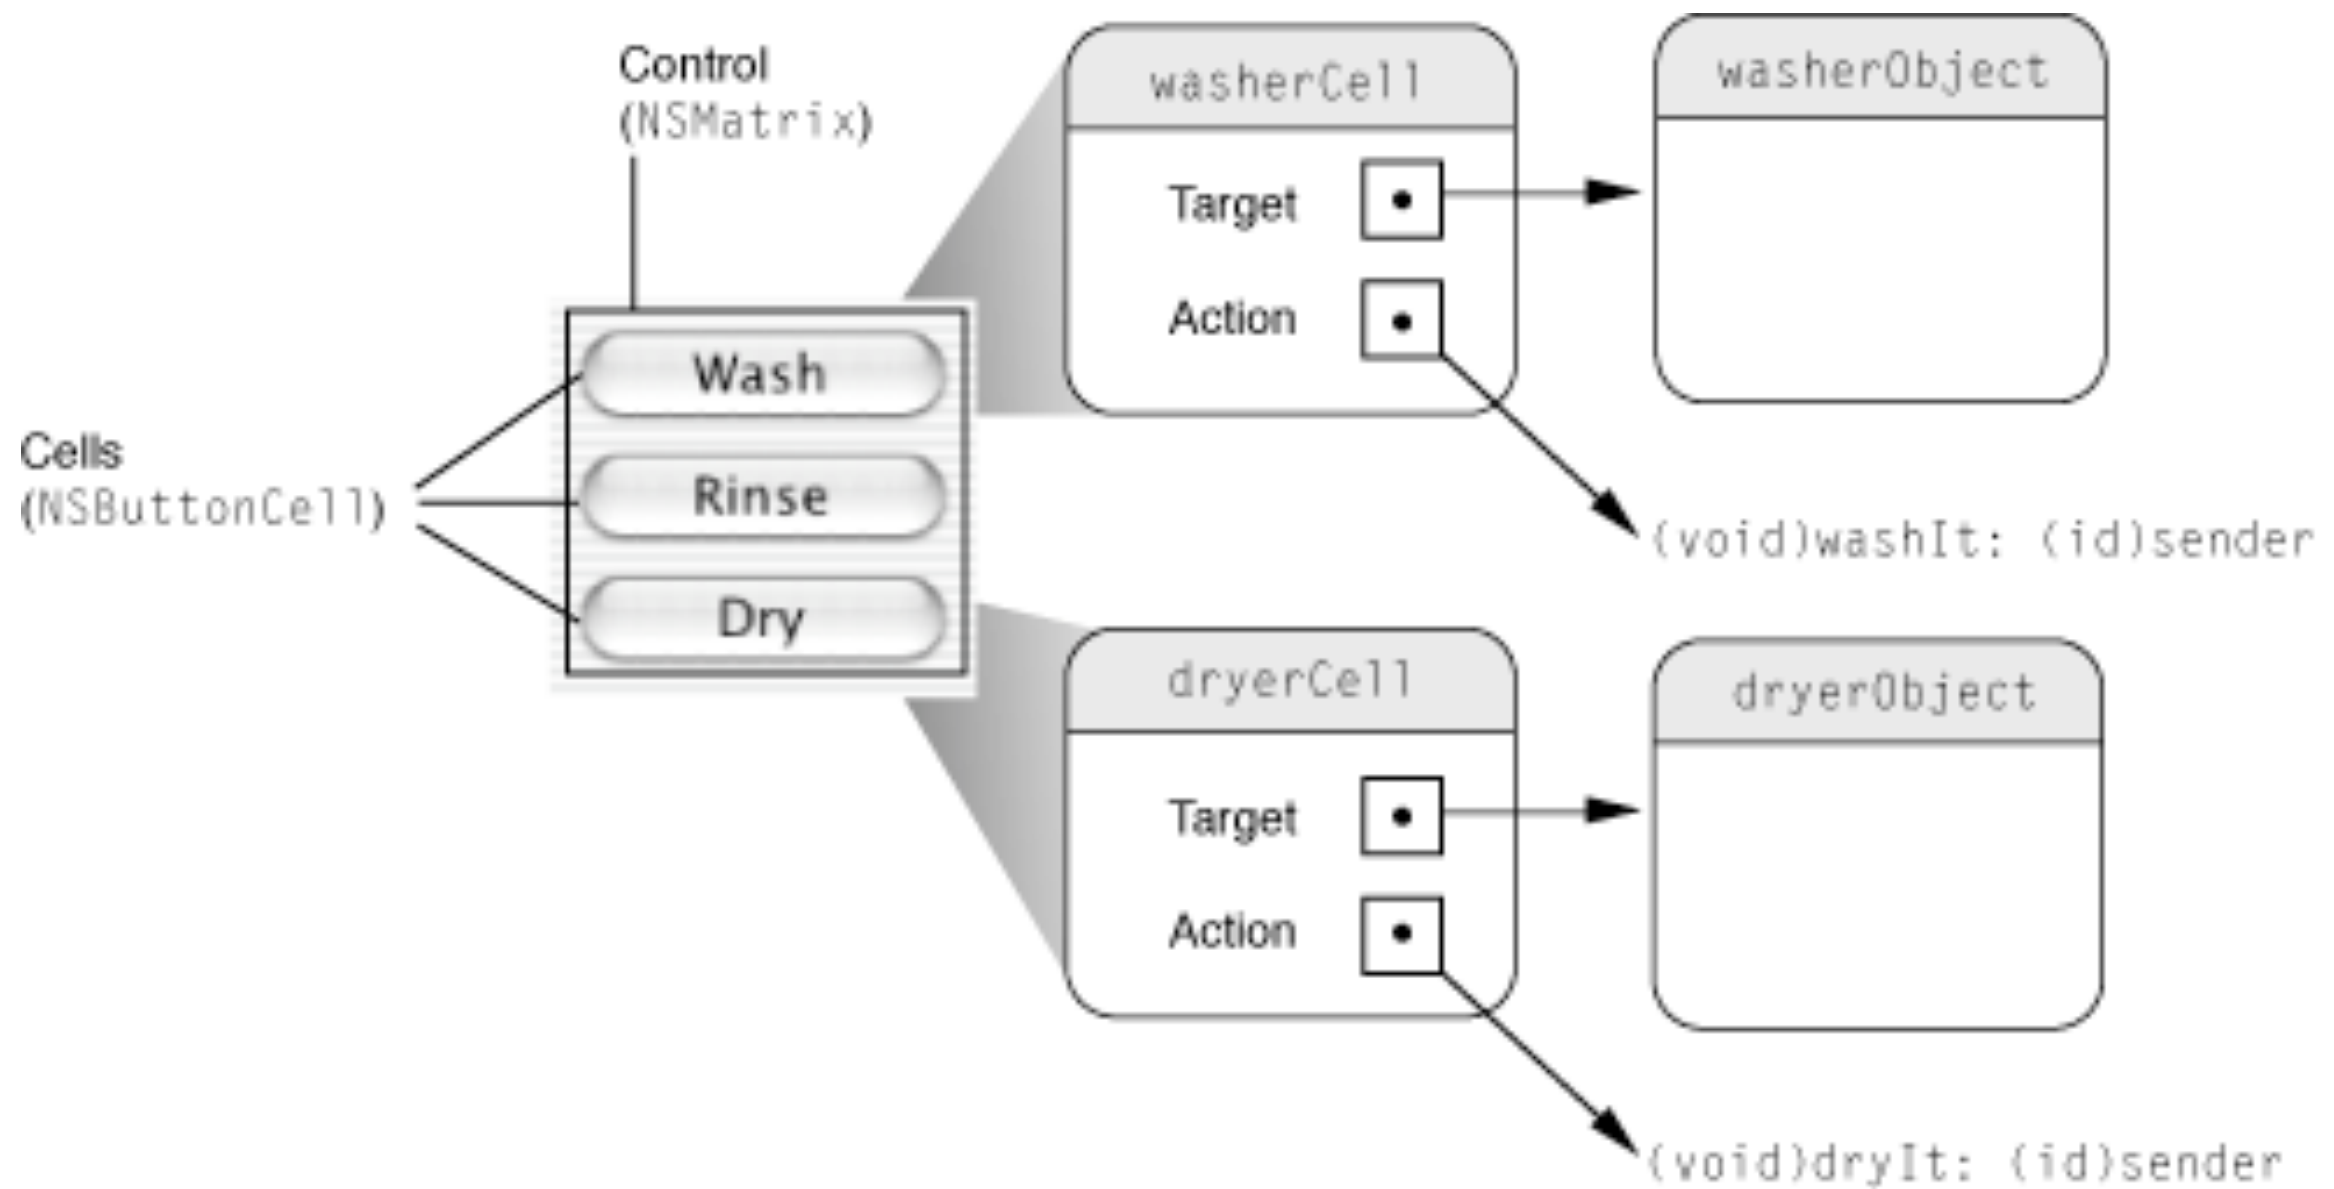 Control
(NSMatrix)
Cells
(NSButtonCell)
Wash
Rinse
Dry
washerCell
Target
Action
washerObject
(void)washIt: (id)sender
dryerCell
Target
Action
dryerObject
(void)dryIt: (id)sender